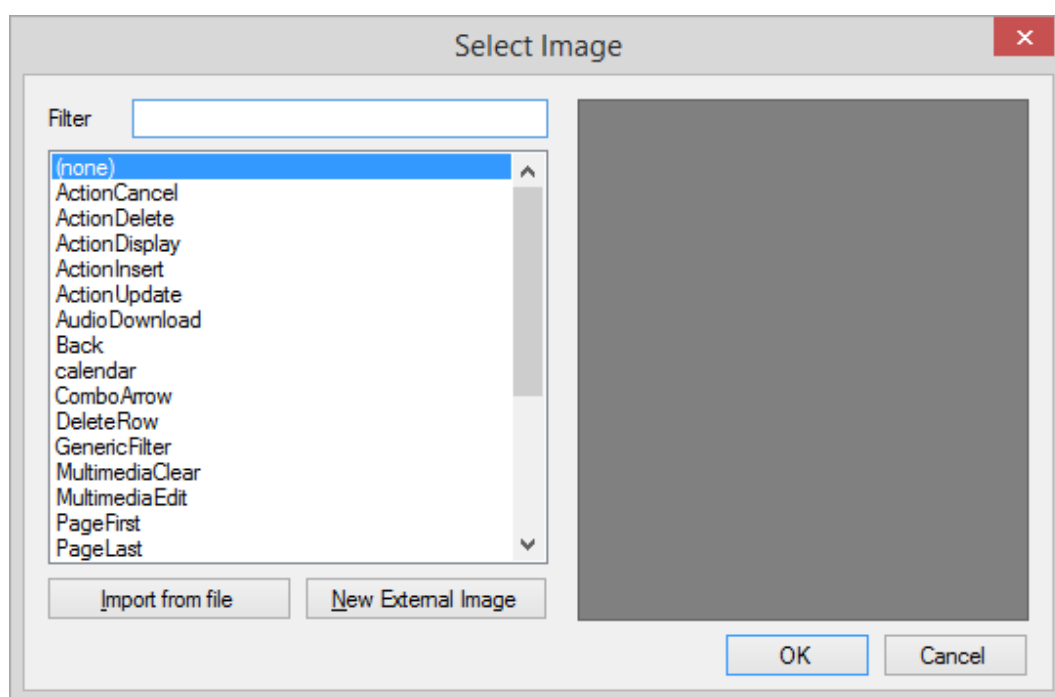 Select Image
Filter
(none)
ActionCancel
ActionDelete
ActionDisplay
ActionInsert
ActionUpdate
AudioDownload
Back
calendar
ComboArrow
DeleteRow
GenericFilter
MultimediaClear
MultimediaEdit
PageFirst
PageLast
Import from file
New External Image
OK
Cancel